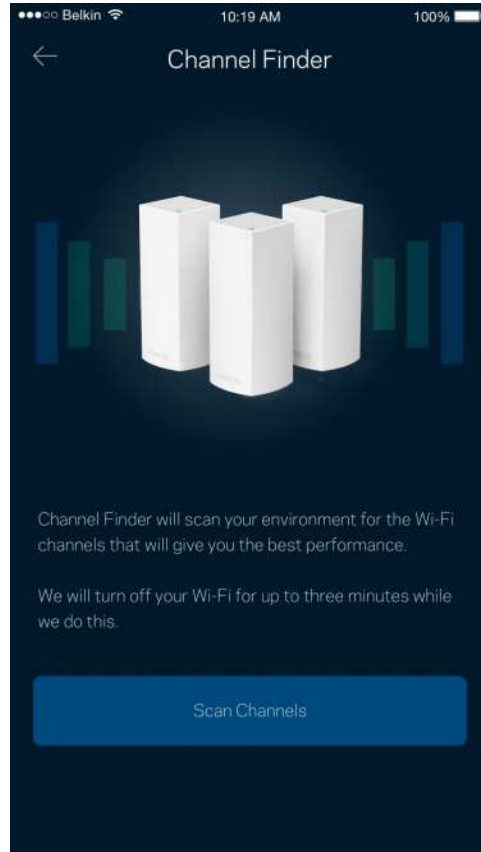 Belkin 10:19 AM 100%
Channel Finder
Channel Finder will scan your environment for the Wi-Fi
channels that will give you the best performance.
We will turn off your Wi-Fi for up to three minutes while
we do this.
Scan Channels